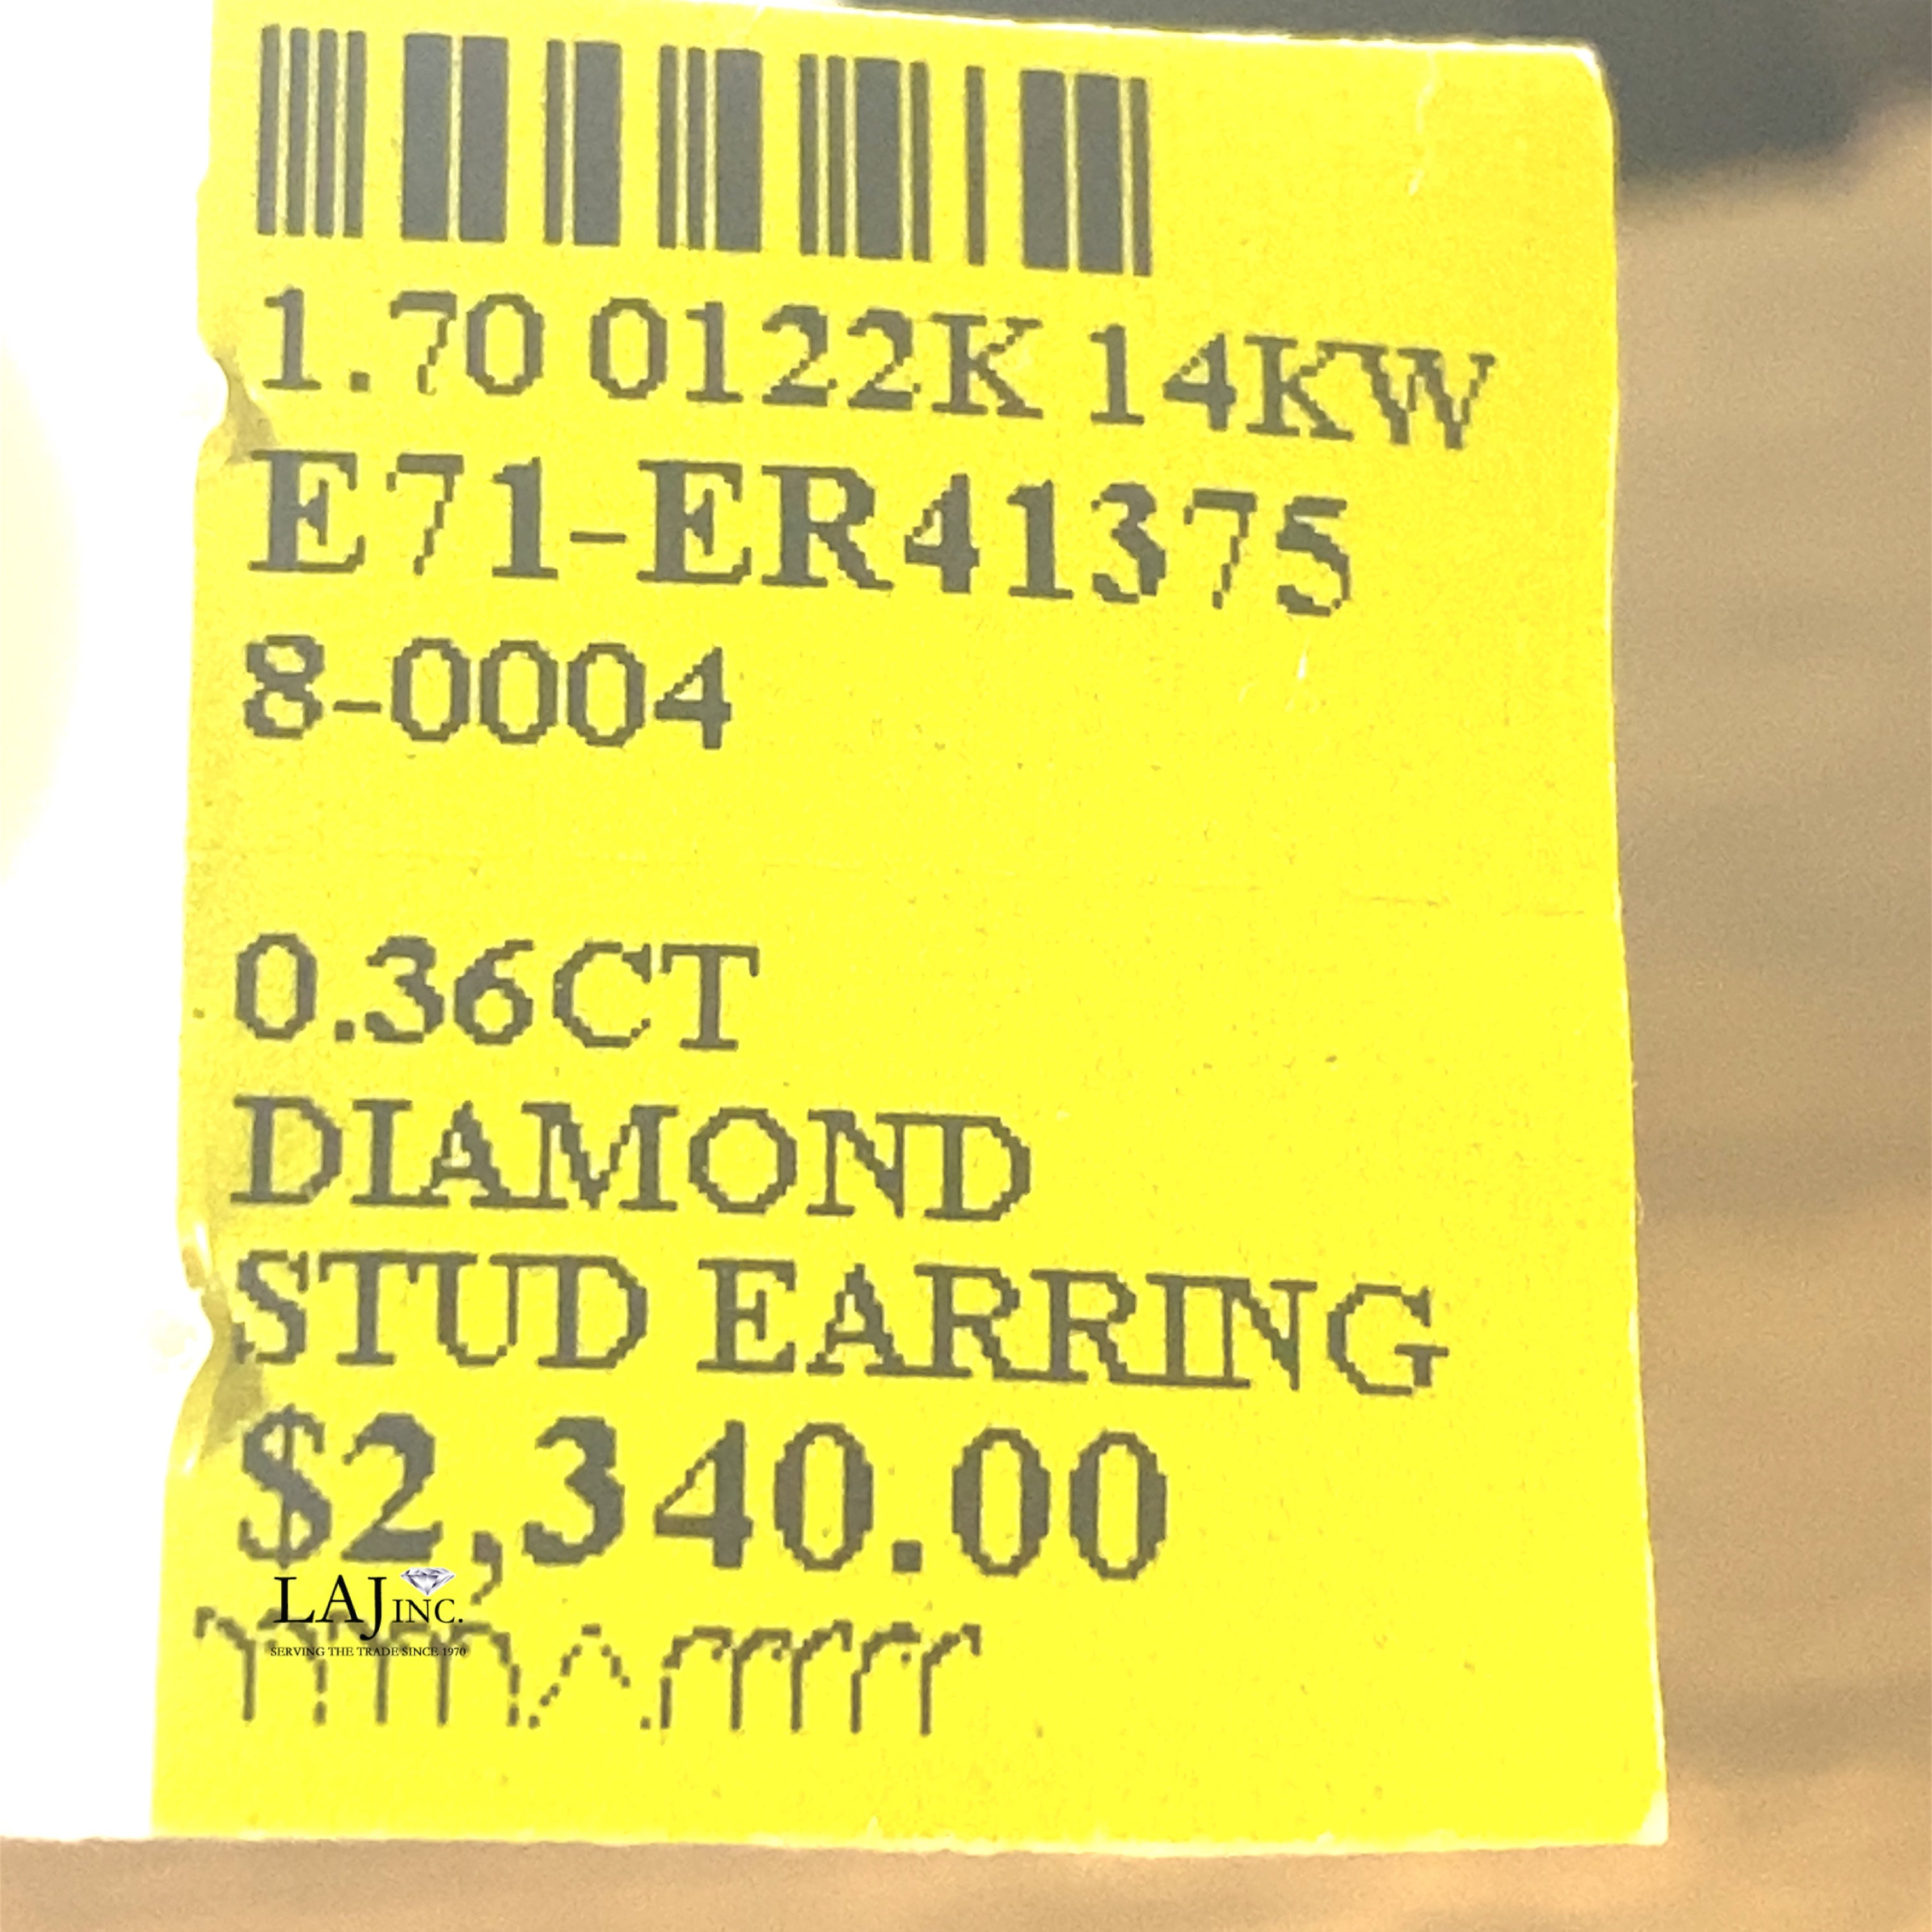 1.70 0122K 14KW
E71-ER41375
8-0004
0.36CT
DIAMOND
STUD EARRING
$2,340.00
LAJ INC.
SERVING THE TRADE SINCE 1970